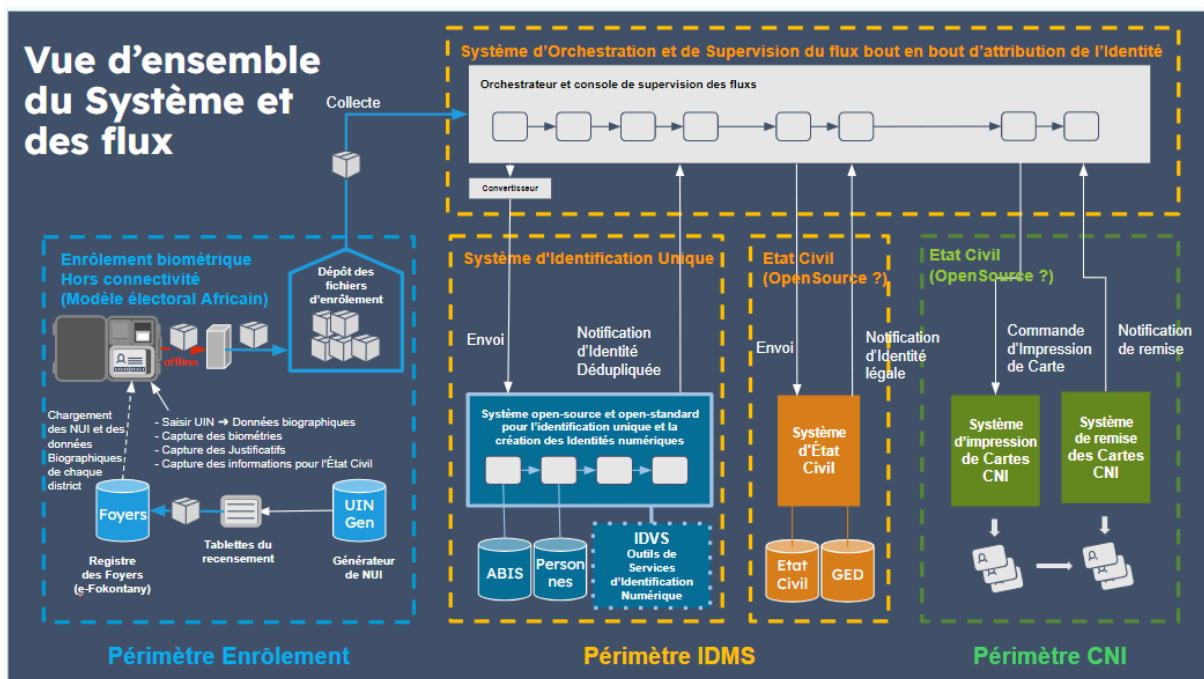 Vue d'ensemble
du Système et
des flux
Système d'Orchestration et de Supervision du flux bout en bout d'attribution de l'Identité
Orchestrateur et console de supervision des fluxs
Collecte
Convertisseur
Enrôlement biométrique
Hors connectivité
(Modèle électoral Africain)
Dépôt des
fichiers
d'enrôlement
offline
Chargement
des NUI et des
données
Biographiques
de chaque
district
- Saisir UIN ➔ Données biographiques
- Capture des biométries
- Capture des Justificatifs
- Capture des informations pour l'État Civil
Foyers
UIN
Gen
Registre
des Foyers
(e-Fokontany)
Tablettes du
recensement
Générateur
de NUI
Système d'Identification Unique
Envoi
Notification
d'Identité
Dédupliquée
Système open-source et open-standard
pour l'identification unique et la
création des Identités numériques
ABIS
Person
nes
IDVS
Outils de
Services
d'Identification
Numérique
Etat Civil
(OpenSource ?)
Envoi
Notification
d'Identité
légale
Système
d'État
Civil
Etat
Civil
GED
Etat Civil
(OpenSource ?)
Commande
d'Impression
de Carte
Notification
de remise
Système
d'impression
de Cartes
CNI
Système
de remise
des Cartes
CNI
Périmètre Enrôlement
Périmètre IDMS
Périmètre CNI